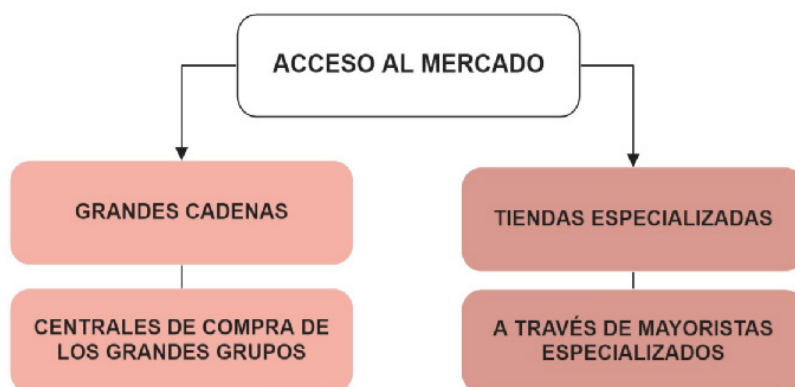 ACCESO AL MERCADO
GRANDES CADENAS
TIENDAS ESPECIALIZADAS
CENTRALES DE COMPRA DE
LOS GRANDES GRUPOS
A TRAVÉS DE MAYORISTAS
ESPECIALIZADOS